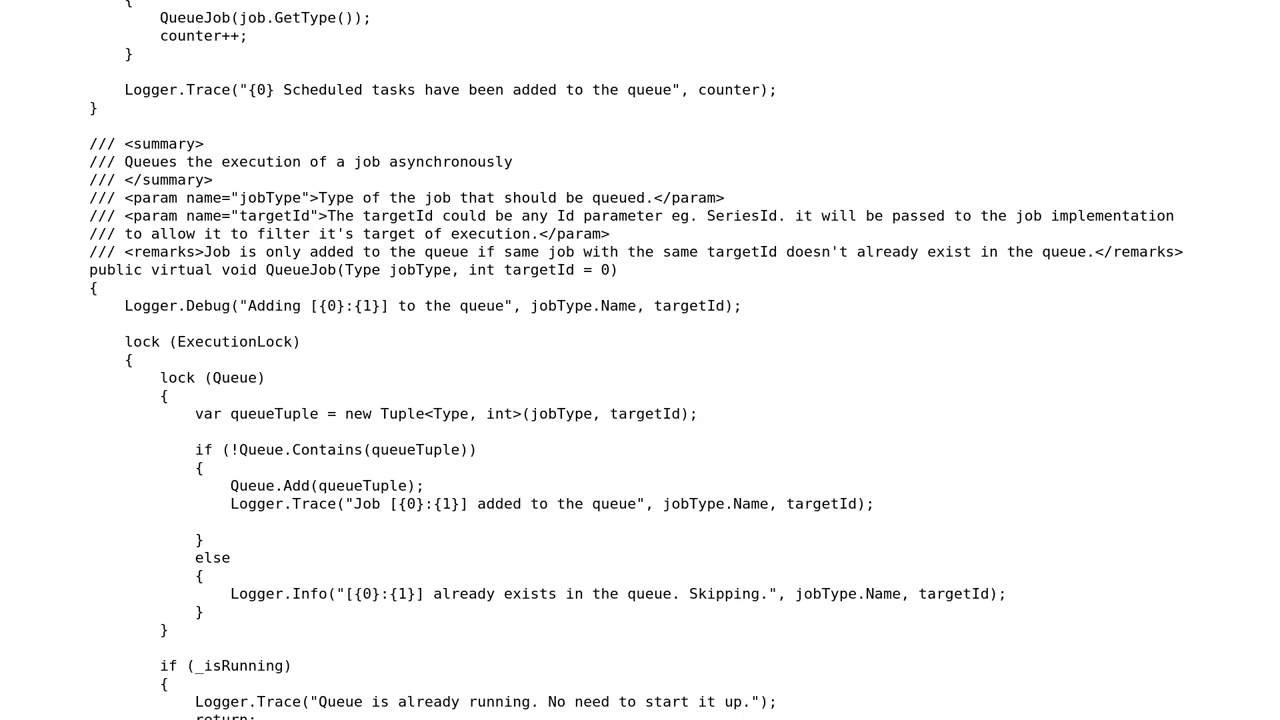 {
QueueJob(job.GetType());
counter++;
}
Logger.Trace("{0} Scheduled tasks have been added to the queue", counter);
}
/// <summary>
/// Queues the execution of a job asynchronously
/// </summary>
/// <param name="jobType">Type of the job that should be queued.</param>
/// <param name="targetId">The targetId could be any Id parameter eg. SeriesId. it will be passed to the job implementation
/// to allow it to filter it's target of execution.</param>
/// <remarks>Job is only added to the queue if same job with the same targetId doesn't already exist in the queue.</remarks>
public virtual void QueueJob(Type jobType, int targetId = 0)
{
Logger.Debug("Adding [{0}:{1}] to the queue", jobType.Name, targetId);
lock (ExecutionLock)
{
lock (Queue)
{
var queueTuple = new Tuple<Type, int>(jobType, targetId);
if (!Queue.Contains(queueTuple))
{
Queue.Add(queueTuple);
Logger.Trace("Job [{0}:{1}] added to the queue", jobType.Name, targetId);
}
else
{
Logger.Info("[{0}:{1}] already exists in the queue. Skipping.", jobType.Name, targetId);
}
}
if (_isRunning)
{
Logger.Trace("Queue is already running. No need to start it up.");
return;